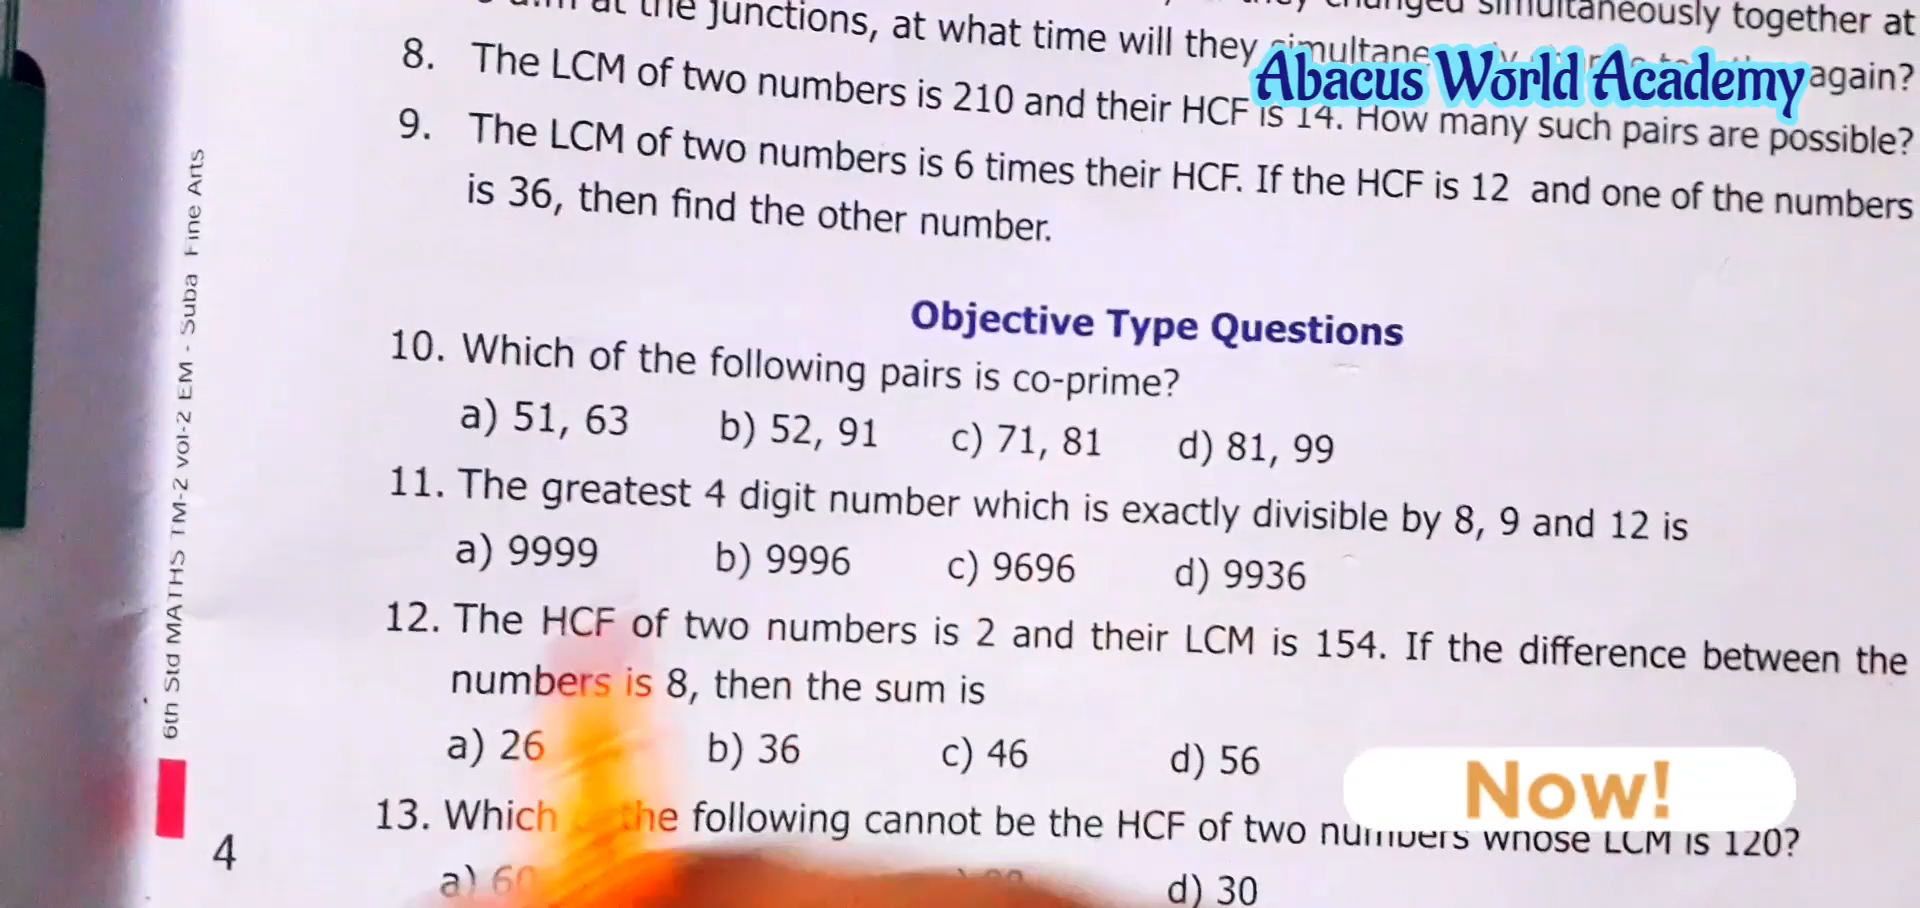 at the junctions, at what time will they simultaneously together at
again?
Abacus World Academy
8. The LCM of two numbers is 210 and their HCF is 14. How many such pairs are possible?
9. The LCM of two numbers is 6 times their HCF. If the HCF is 12 and one of the numbers
is 36, then find the other number.
Objective Type Questions
10. Which of the following pairs is co-prime?
a) 51, 63 b) 52, 91 c) 71, 81 d) 81, 99
11. The greatest 4 digit number which is exactly divisible by 8, 9 and 12 is
a) 9999 b) 9996 c) 9696 d) 9936
12. The HCF of two numbers is 2 and their LCM is 154. If the difference between the
numbers is 8, then the sum is
a) 26 b) 36 c) 46 d) 56
Now!
13. Which the following cannot be the HCF of two numbers whose LCM is 120?
a) 60 d) 30
4
6th Std MATHS TM-2 vol-2 EM - Suba Fine Arts